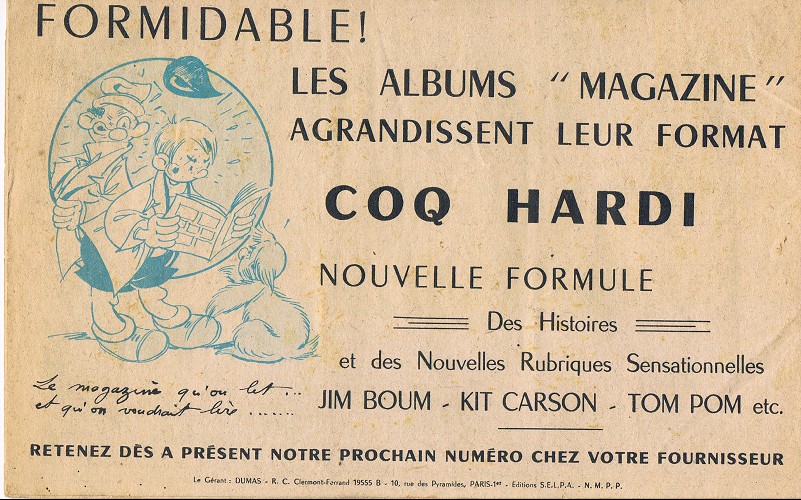 FORMIDABLE!
LES ALBUMS "MAGAZINE"
AGRANDISSENT LEUR FORMAT
COQ HARDI
NOUVELLE FORMULE
Des Histoires
et des Nouvelles Rubriques Sensationnelles
JIM BOUM - KIT CARSON - TOM POM etc.
Le magazine qu'on lit...
et qu'on voudrait lire......
RETENEZ DÈS A PRÉSENT NOTRE PROCHAIN NUMÉRO CHEZ VOTRE FOURNISSEUR
Le Gérant : DUMAS - R. C. Clermont-Ferrand 19555 B - 10, rue des Pyramides, PARIS-1er - Editions S.E.L.P.A. - N. M. P. P.